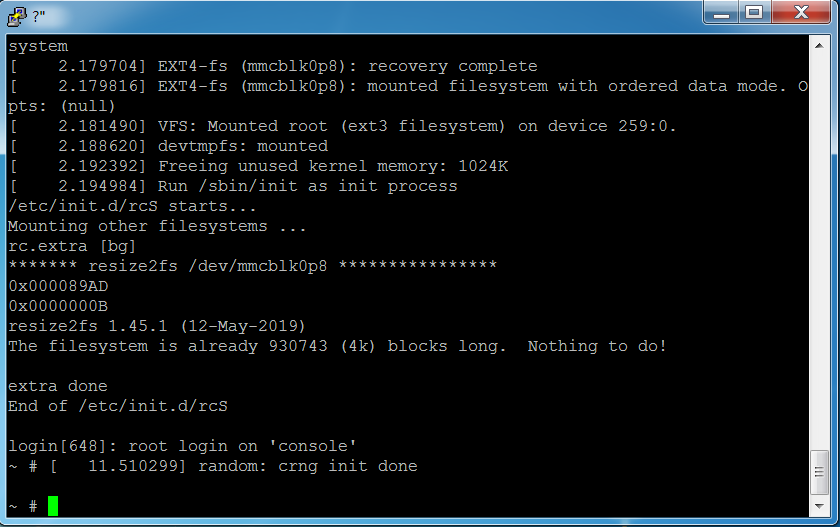 ?"
system
[    2.179704] EXT4-fs (mmcblk0p8): recovery complete
[    2.179816] EXT4-fs (mmcblk0p8): mounted filesystem with ordered data mode. O
pts: (null)
[    2.181490] VFS: Mounted root (ext3 filesystem) on device 259:0.
[    2.188620] devtmpfs: mounted
[    2.192392] Freeing unused kernel memory: 1024K
[    2.194984] Run /sbin/init as init process
/etc/init.d/rcS starts...
Mounting other filesystems ...
rc.extra [bg]
******* resize2fs /dev/mmcblk0p8 ****************
0x000089AD
0x0000000B
resize2fs 1.45.1 (12-May-2019)
The filesystem is already 930743 (4k) blocks long.  Nothing to do!
extra done
End of /etc/init.d/rcS
login[648]: root login on 'console'
~ # [   11.510299] random: crng init done
~ #